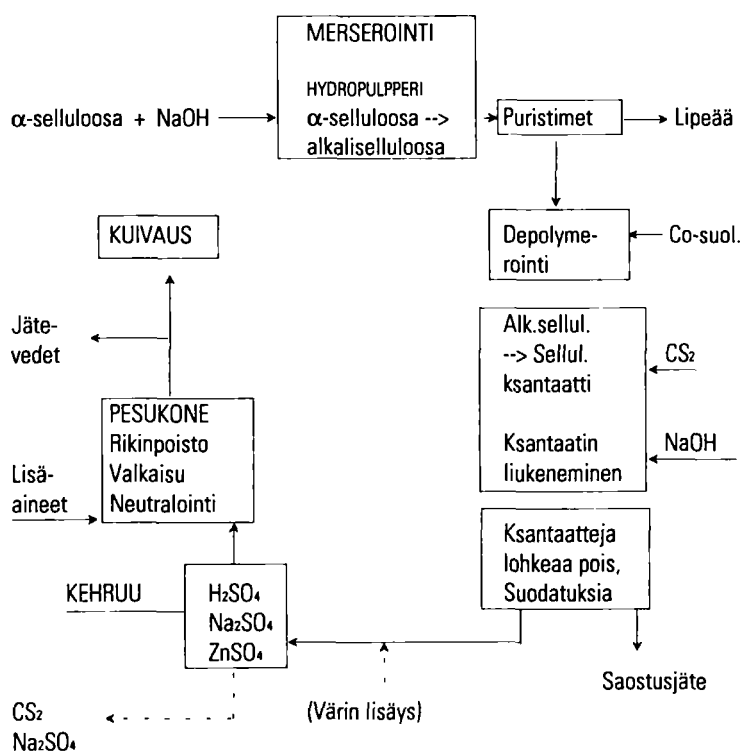 MERSEROINTI
HYDROPULPPERI
α-selluloosa + NaOH
α-selluloosa -->
alkaliselluloosa
Puristimet
Lipeää
KUIVAUS
Depolyme-
rointi
Co-suol.
Jäte-
vedet
Alk.sellul.
--> Sellul.
ksantaatti
CS₂
Ksantaatin
liukeneminen
NaOH
PESUKONE
Rikinpoisto
Valkaisu
Neutralointi
Lisä-
aineet
Ksantaatteja
lohkeaa pois,
Suodatuksia
KEHRUU
H₂SO₄
Na₂SO₄
ZnSO₄
Saostusjäte
(Värin lisäys)
CS₂
Na₂SO₄